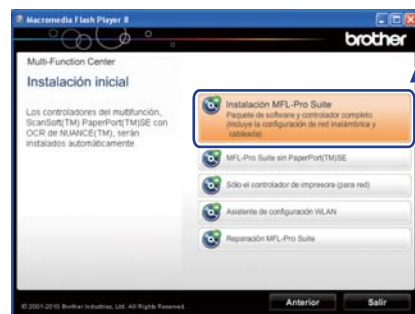 Macromedia Flash Player 8
brother
Multi-Function Center
Instalación inicial
Los controladores del multifunción,
ScanSoft(TM) PaperPort(TM)SE con
OCR de NUANCE(TM), serán
instalados automáticamente.
Instalación MFL-Pro Suite
Paquete de software y controlador completo
(incluye la configuración de red inalámbrica y
cableada)
MFL-Pro Suite sin PaperPort(TM)SE
Sólo el controlador de impresora (para red)
Asistente de configuración WLAN
Reparación MFL-Pro Suite
© 2001-2010 Brother Industries, Ltd. All Rights Reserved.
Anterior
Salir